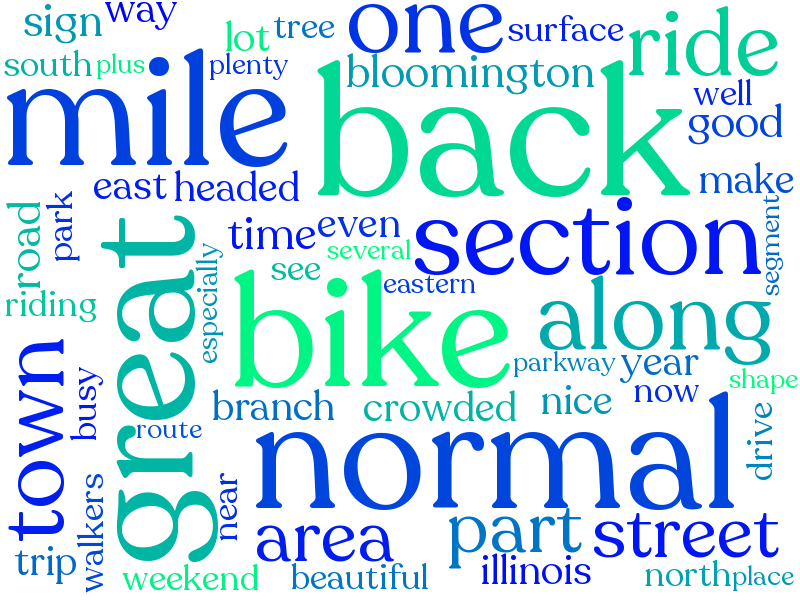 way
sign
one
tree
lot
surface
ride
south
plus
plenty
bloomington
mile
back
well
good
east
headed
make
road
park
great
time
even
section
segment
several
especially
see
eastern
riding
bike
along
town
busy
parkway
year
shape
now
branch
crowded
nice
route
normal
drive
walkers
near
area
part
street
trip
weekend
beautiful
illinois
north
place